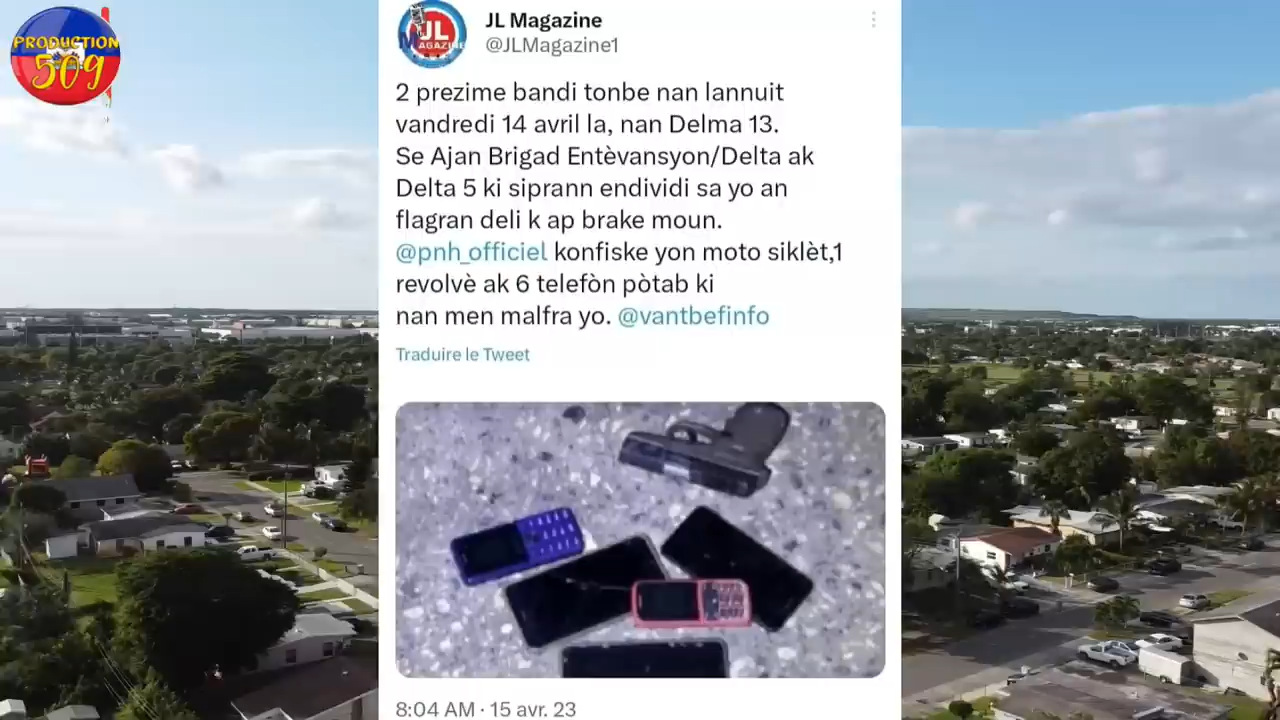 PRODUCTION
509
JL
MAGAZINE
JL Magazine
@JLMagazine1
2 prezime bandi tonbe nan lannuit
vandredi 14 avril la, nan Delma 13.
Se Ajan Brigad Entèvansyon/Delta ak
Delta 5 ki siprann endividi sa yo an
flagran deli k ap brake moun.
@pnh_officiel konfiske yon moto siklèt,1
revolvè ak 6 telefòn pòtab ki
nan men malfra yo. @vantbefinfo
Traduire le Tweet
8:04 AM · 15 avr. 23